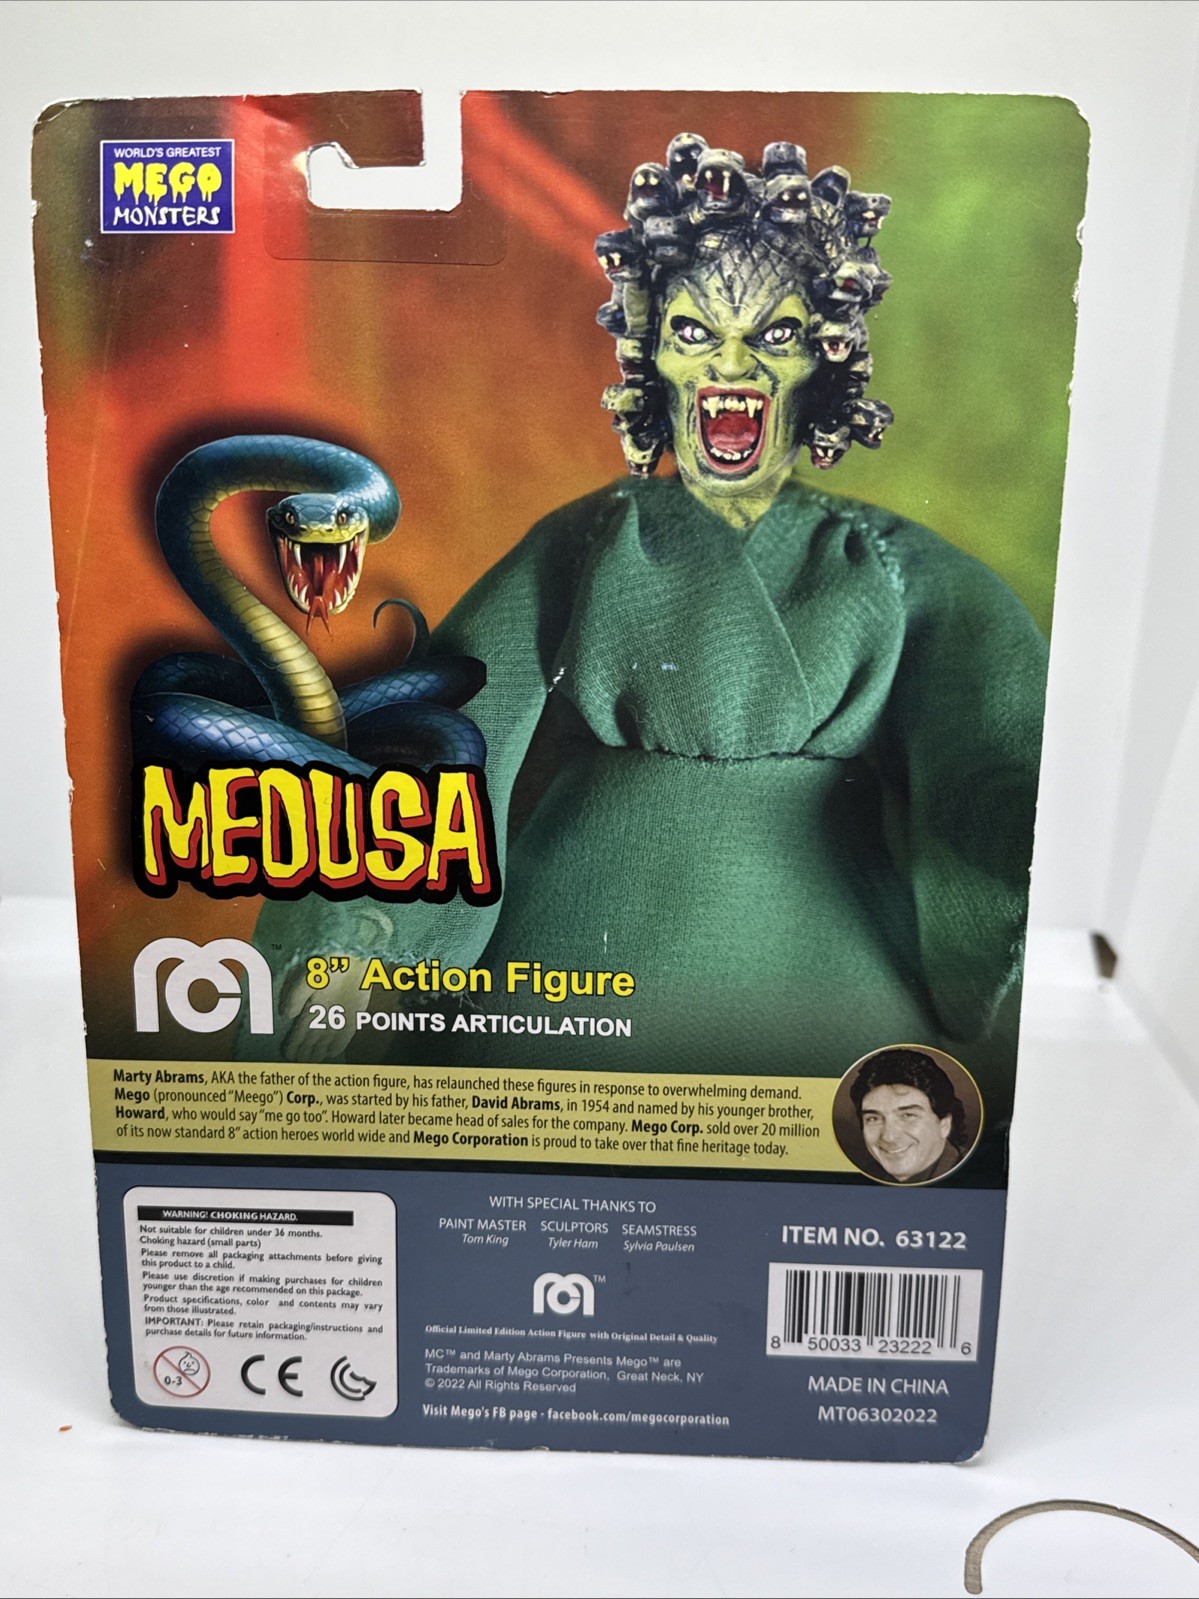 WORLD'S GREATEST
MEGO
MONSTERS
MEDUSA
TM
8” Action Figure
26 POINTS ARTICULATION
Marty Abrams, AKA the father of the action figure, has relaunched these figures in response to overwhelming demand.
Mego (pronounced “Meego”) Corp., was started by his father, David Abrams, in 1954 and named by his younger brother,
Howard, who would say “me go too”. Howard later became head of sales for the company. Mego Corp. sold over 20 million
of its now standard 8” action heroes world wide and Mego Corporation is proud to take over that fine heritage today.
WARNING! CHOKING HAZARD.
Not suitable for children under 36 months.
Choking hazard (small parts)
Please remove all packaging attachments before giving
this product to a child.
Please use discretion if making purchases for children
younger than the age recommended on this package.
Product specifications, color and contents may vary
from those illustrated.
IMPORTANT: Please retain packaging/instructions and
purchase details for future information.
0-3
CE
WITH SPECIAL THANKS TO
PAINT MASTER SCULPTORS SEAMSTRESS
Tom King Tyler Ham Sylvia Paulsen
TM
Official Limited Edition Action Figure with Original Detail & Quality
MC™ and Marty Abrams Presents Mego™ are
Trademarks of Mego Corporation, Great Neck, NY
© 2022 All Rights Reserved
Visit Mego's FB page - facebook.com/megocorporation
ITEM NO. 63122
8 50033 23222 6
MADE IN CHINA
MT06302022